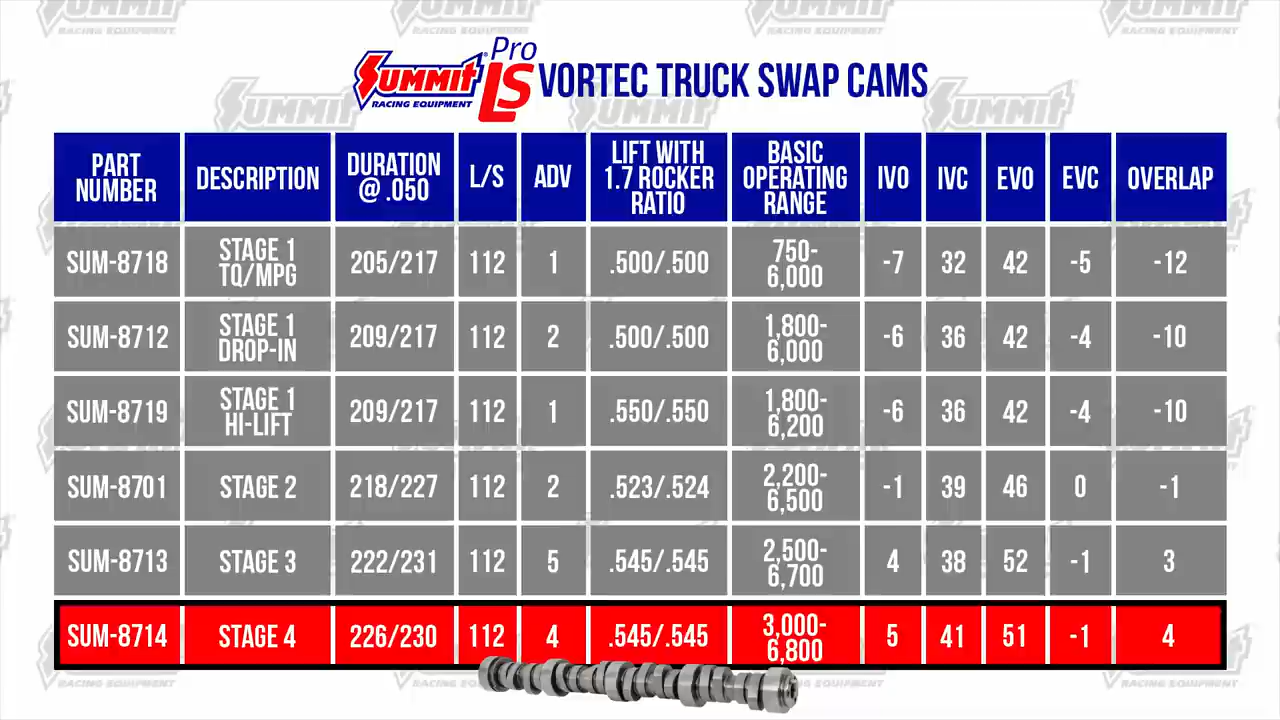 SUMMIT RACING EQUIPMENT Pro LS VORTEC TRUCK SWAP CAMS
PART NUMBER DESCRIPTION DURATION @ .050 L/S ADV LIFT WITH 1.7 ROCKER RATIO BASIC OPERATING RANGE IVO IVC EVO EVC OVERLAP
SUM-8718 STAGE 1 TQ/MPG 205/217 112 1 .500/.500 750-6,000 -7 32 42 -5 -12
SUM-8712 STAGE 1 DROP-IN 209/217 112 2 .500/.500 1,800-6,000 -6 36 42 -4 -10
SUM-8719 STAGE 1 HI-LIFT 209/217 112 1 .550/.550 1,800-6,200 -6 36 42 -4 -10
SUM-8701 STAGE 2 218/227 112 2 .523/.524 2,200-6,500 -1 39 46 0 -1
SUM-8713 STAGE 3 222/231 112 5 .545/.545 2,500-6,700 4 38 52 -1 3
SUM-8714 STAGE 4 226/230 112 4 .545/.545 3,000-6,800 5 41 51 -1 4